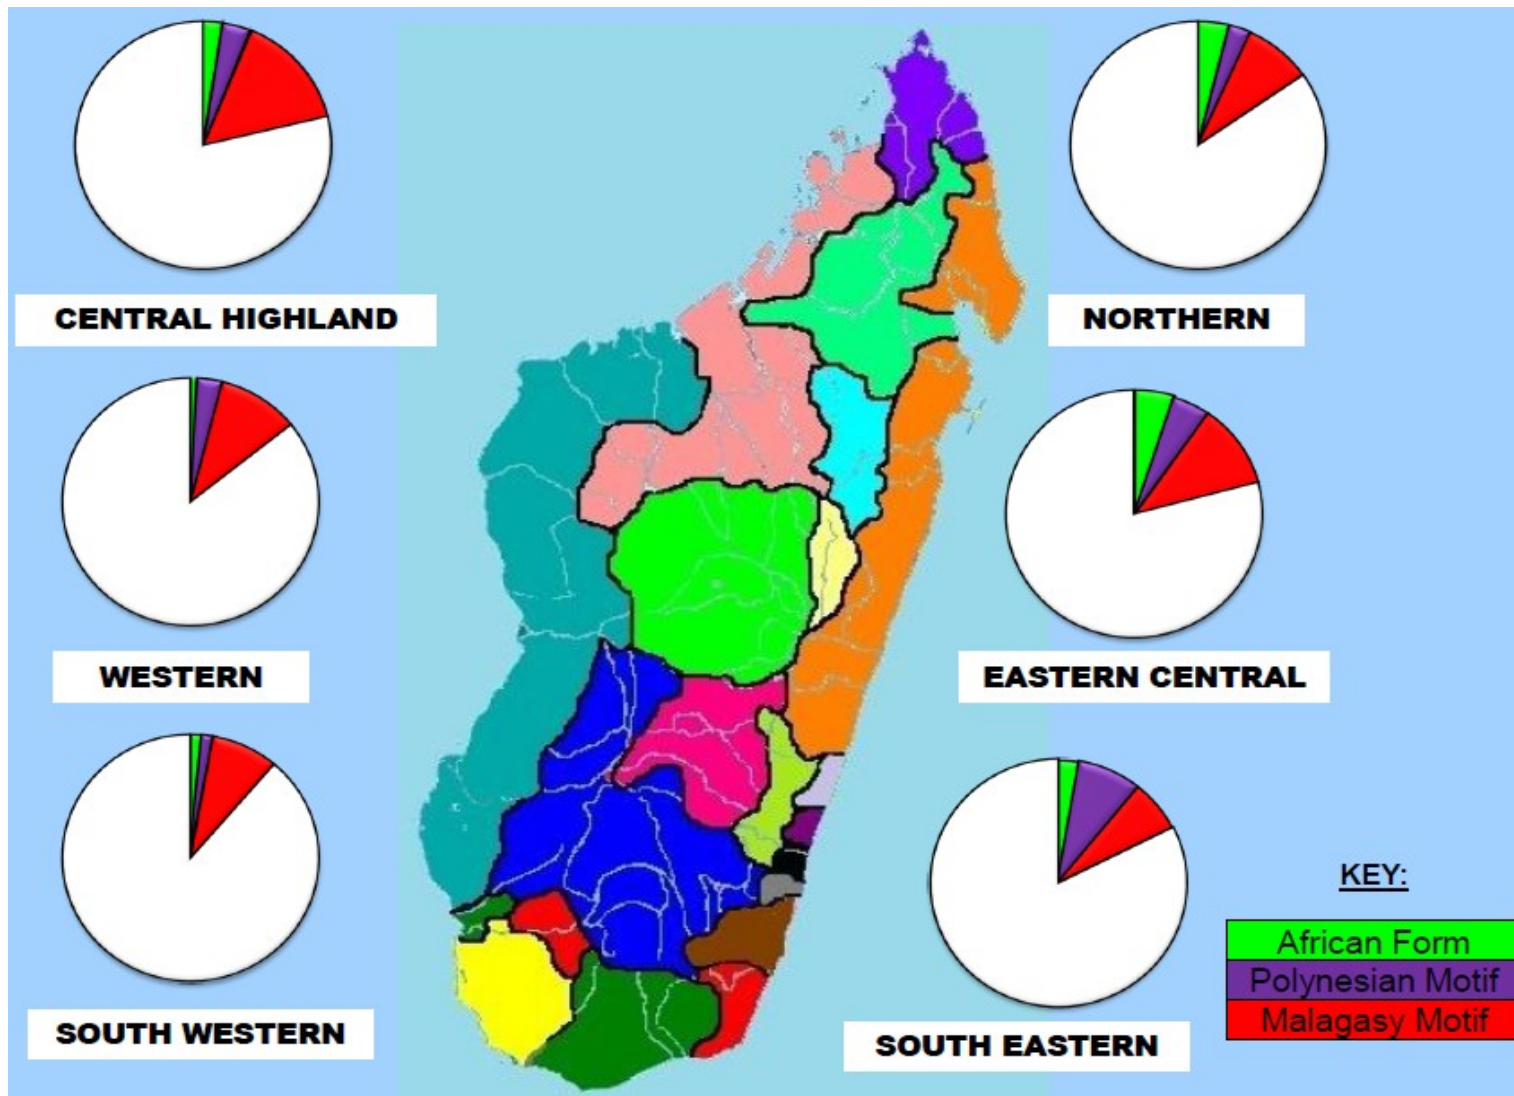 CENTRAL HIGHLAND
NORTHERN
WESTERN
EASTERN CENTRAL
SOUTH WESTERN
SOUTH EASTERN
KEY:
African Form
Polynesian Motif
Malagasy Motif